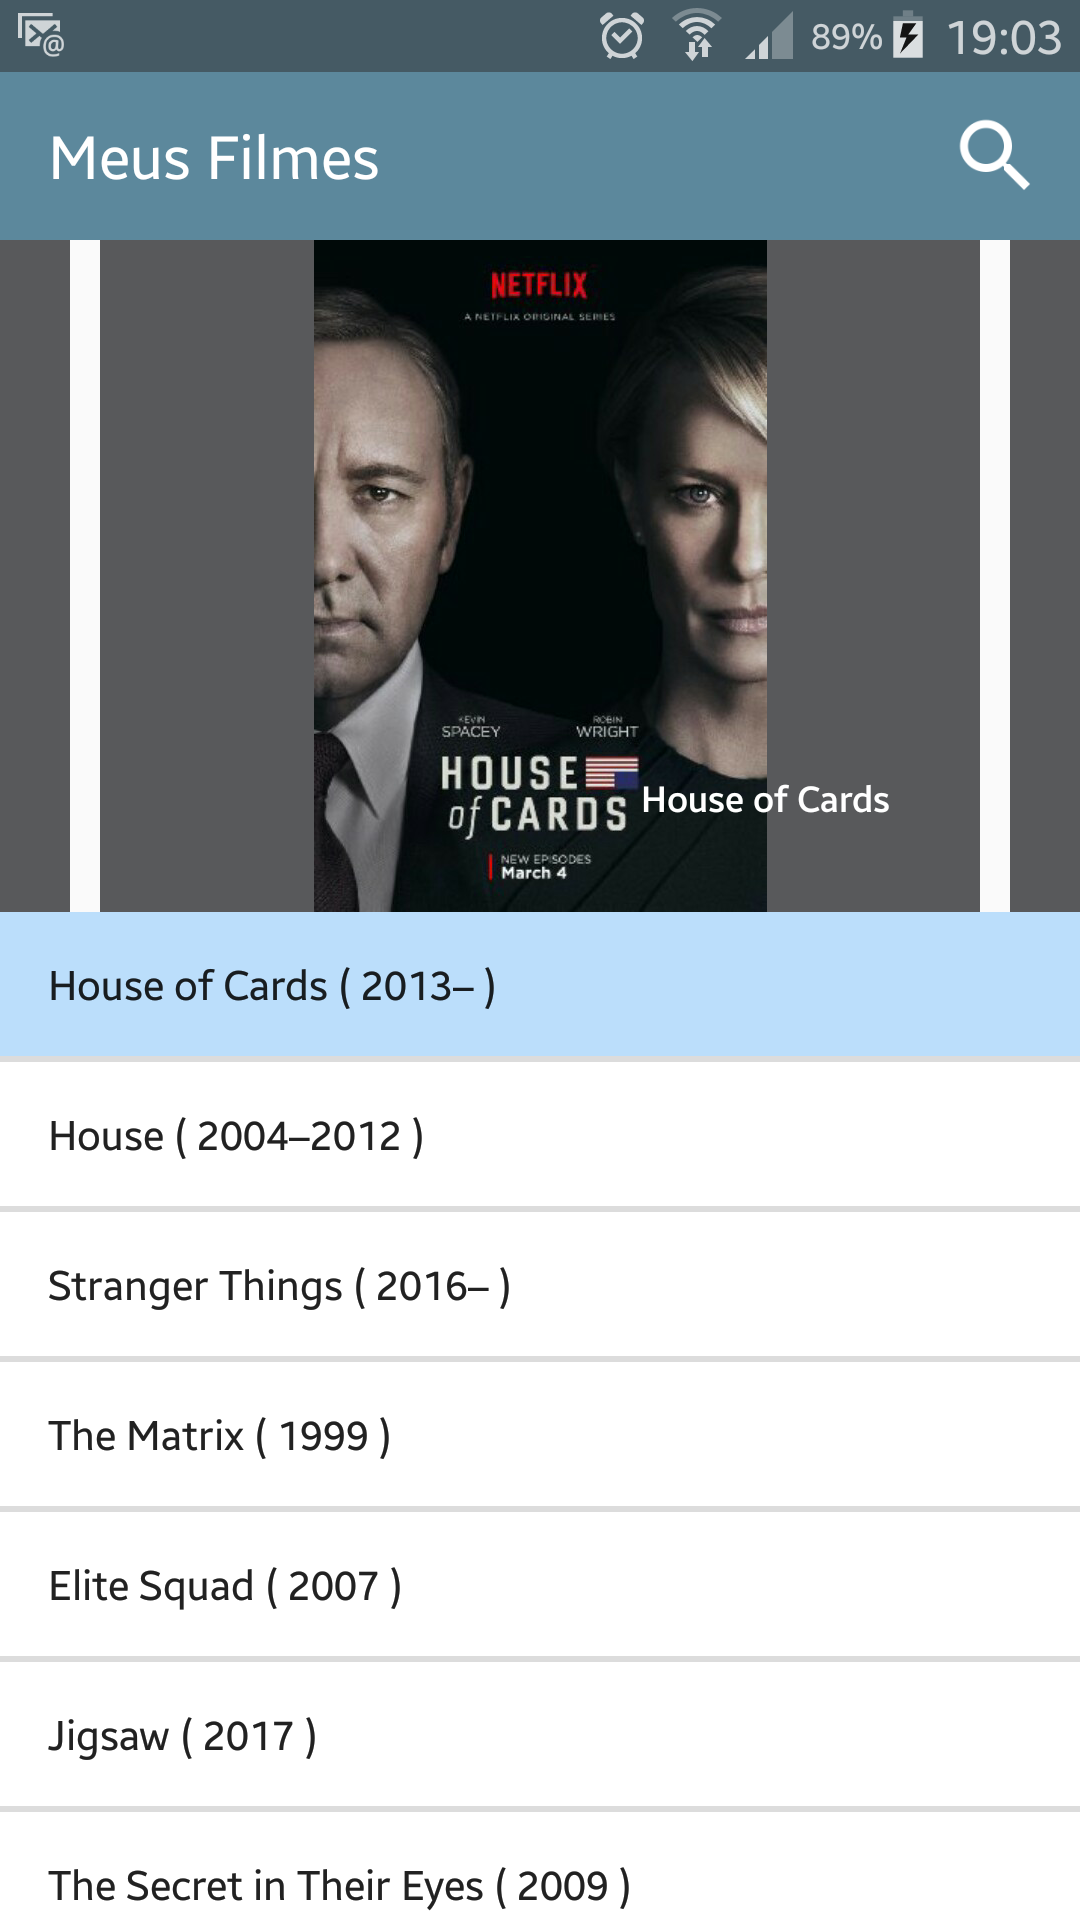 89% 19:03
Meus Filmes
NETFLIX
A NETFLIX ORIGINAL SERIES
KEVIN ROBIN
SPACEY WRIGHT
HOUSE
of CARDS
House of Cards
NEW EPISODES
March 4
House of Cards ( 2013– )
House ( 2004–2012 )
Stranger Things ( 2016– )
The Matrix ( 1999 )
Elite Squad ( 2007 )
Jigsaw ( 2017 )
The Secret in Their Eyes ( 2009 )